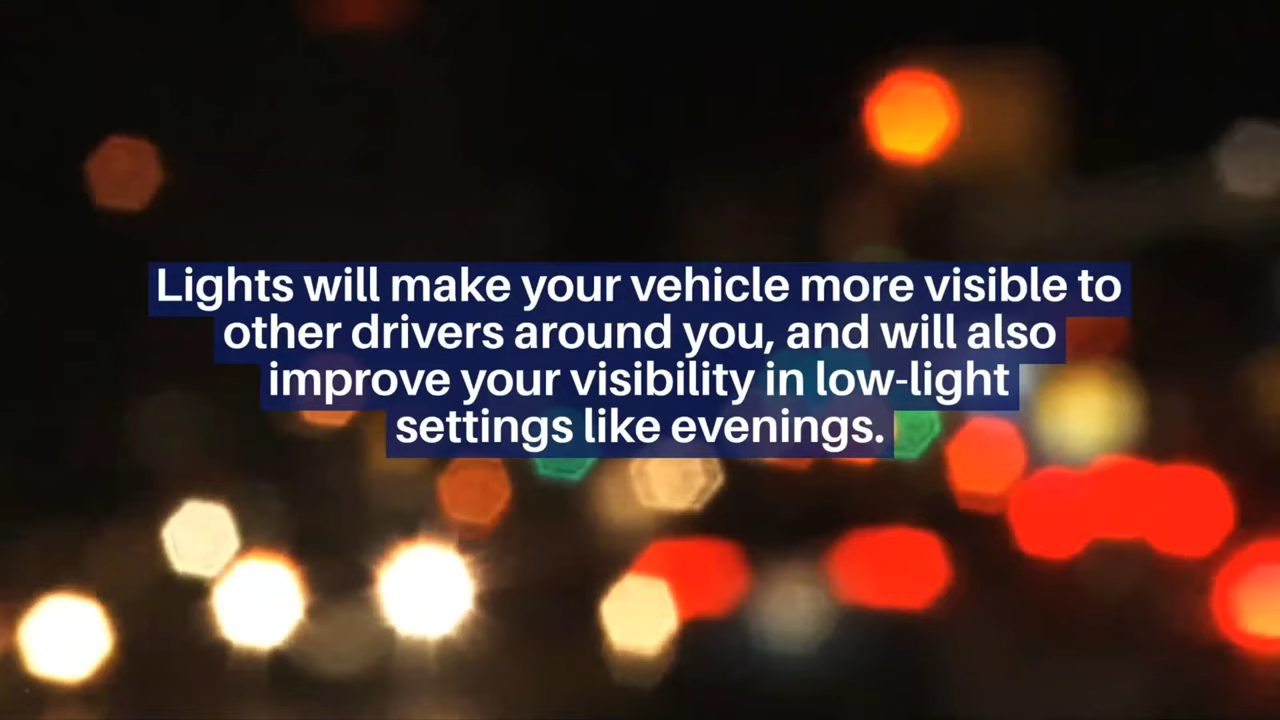 Lights will make your vehicle more visible to
other drivers around you, and will also
improve your visibility in low-light
settings like evenings.